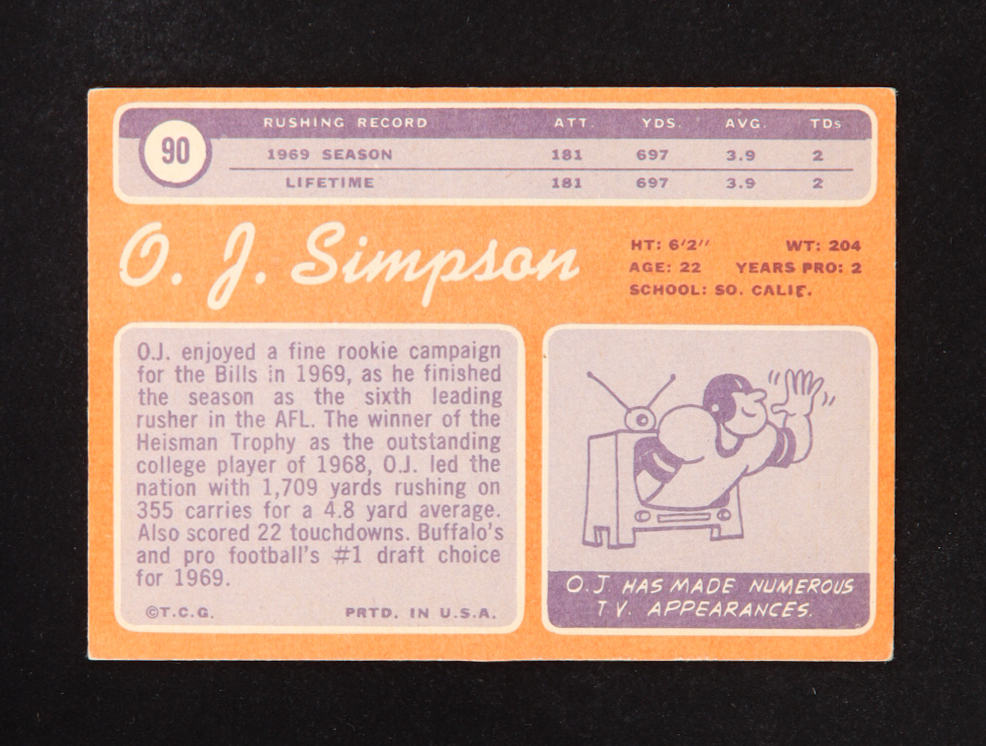 RUSHING RECORD ATT. YDS. AVG. TDs
90
1969 SEASON 181 697 3.9 2
LIFETIME 181 697 3.9 2
O. J. Simpson
HT: 6'2" WT: 204
AGE: 22 YEARS PRO: 2
SCHOOL: SO. CALIF.
O.J. enjoyed a fine rookie campaign
for the Bills in 1969, as he finished
the season as the sixth leading
rusher in the AFL. The winner of the
Heisman Trophy as the outstanding
college player of 1968, O.J. led the
nation with 1,709 yards rushing on
355 carries for a 4.8 yard average.
Also scored 22 touchdowns. Buffalo's
and pro football's #1 draft choice
for 1969.
©T.C.G. PRTD. IN U.S.A.
O.J. HAS MADE NUMEROUS
T.V. APPEARANCES.